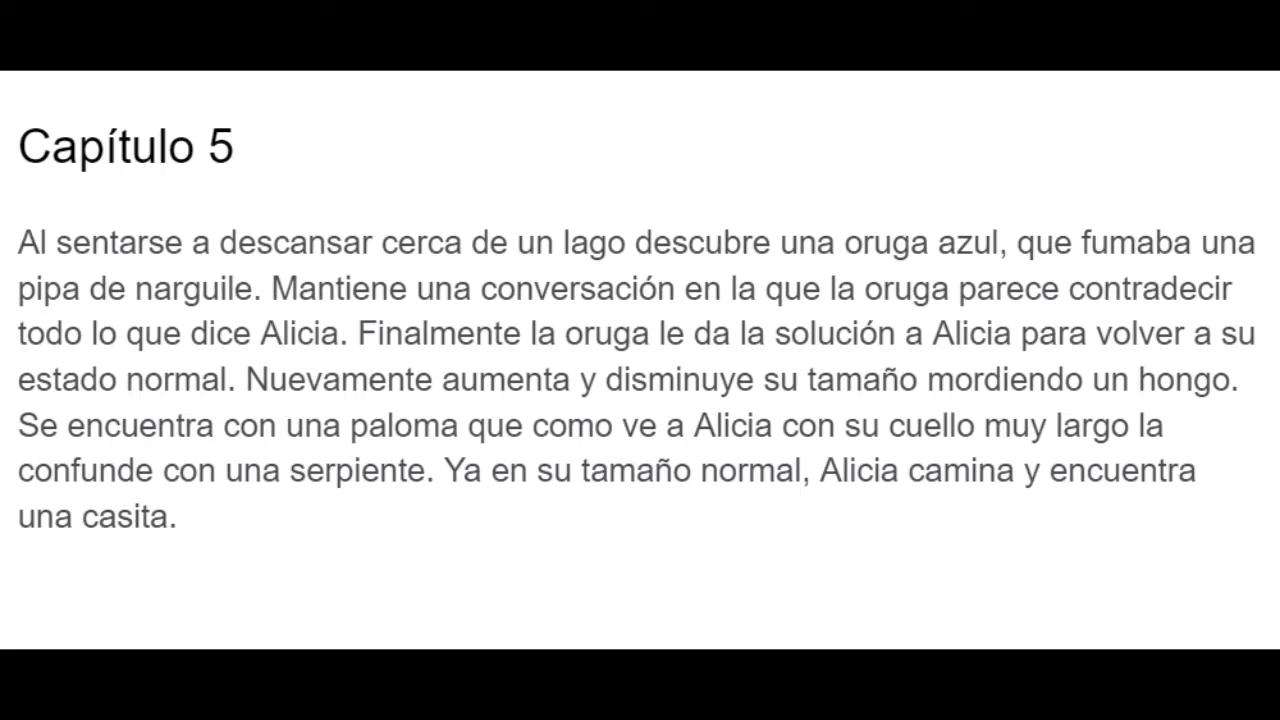 Capítulo 5
Al sentarse a descansar cerca de un lago descubre una oruga azul, que fumaba una
pipa de narguile. Mantiene una conversación en la que la oruga parece contradecir
todo lo que dice Alicia. Finalmente la oruga le da la solución a Alicia para volver a su
estado normal. Nuevamente aumenta y disminuye su tamaño mordiendo un hongo.
Se encuentra con una paloma que como ve a Alicia con su cuello muy largo la
confunde con una serpiente. Ya en su tamaño normal, Alicia camina y encuentra
una casita.